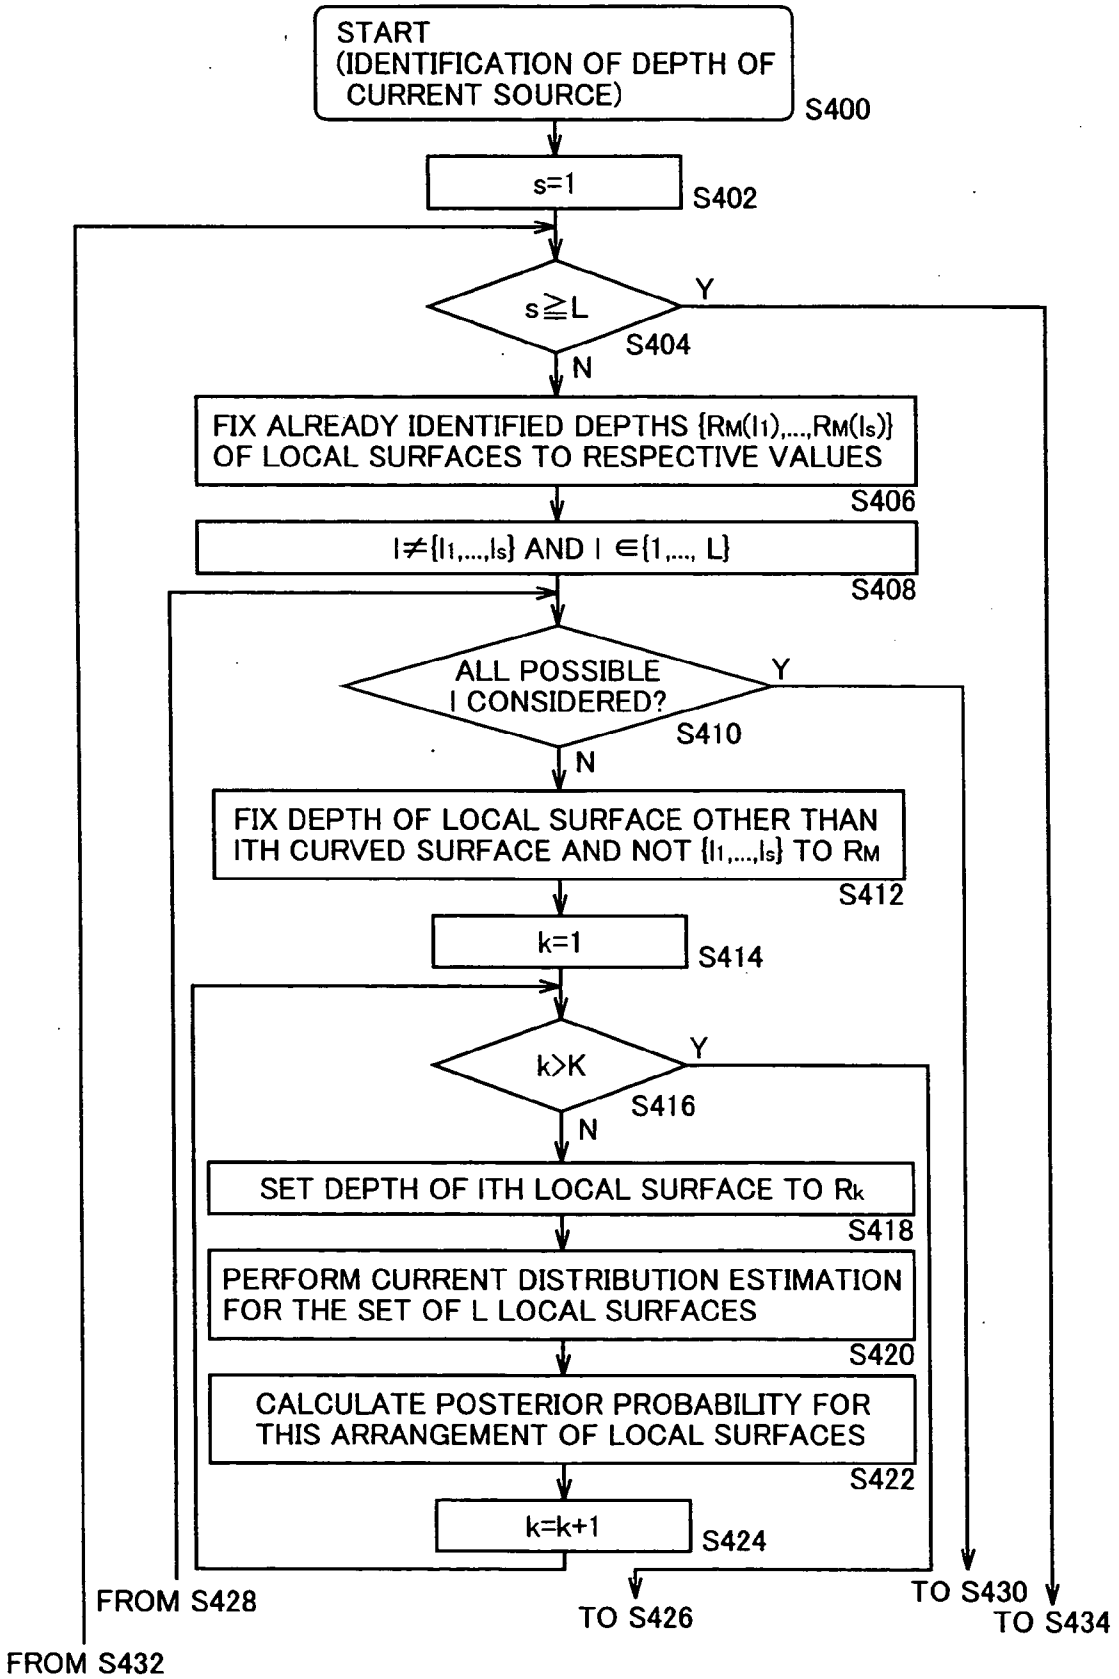 START
(IDENTIFICATION OF DEPTH OF
CURRENT SOURCE)
S400
s=1
S402
s≧L
Y
S404
N
FIX ALREADY IDENTIFIED DEPTHS {RM(l1),...,RM(ls)}
OF LOCAL SURFACES TO RESPECTIVE VALUES
S406
l≠{l1,...,ls} AND l ∈{1,..., L}
S408
ALL POSSIBLE
l CONSIDERED?
Y
S410
N
FIX DEPTH OF LOCAL SURFACE OTHER THAN
lTH CURVED SURFACE AND NOT {l1,...,ls} TO RM
S412
k=1
S414
k>K
Y
S416
N
SET DEPTH OF lTH LOCAL SURFACE TO Rk
S418
PERFORM CURRENT DISTRIBUTION ESTIMATION
FOR THE SET OF L LOCAL SURFACES
S420
CALCULATE POSTERIOR PROBABILITY FOR
THIS ARRANGEMENT OF LOCAL SURFACES
S422
k=k+1
S424
FROM S428
TO S426
TO S430
TO S434
FROM S432